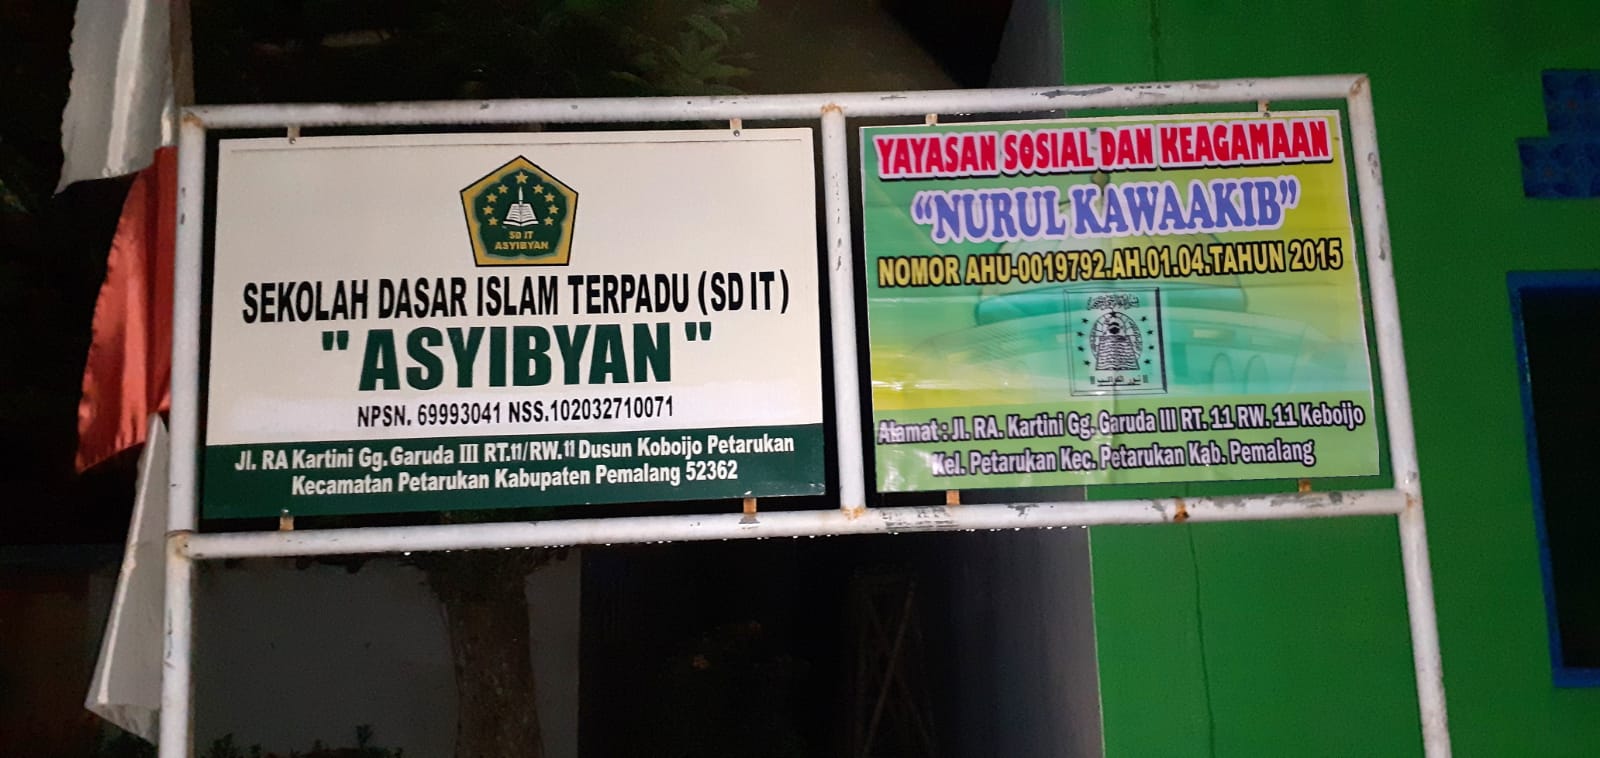 SD IT
ASYIBYAN
SEKOLAH DASAR ISLAM TERPADU (SD IT)
"ASYIBYAN"
NPSN. 69993041 NSS.102032710071
Jl. RA Kartini Gg. Garuda III RT.11/RW.11 Dusun Koboijo Petarukan
Kecamatan Petarukan Kabupaten Pemalang 52362
YAYASAN SOSIAL DAN KEAGAMAAN
“NURUL KAWAAKIB”
NOMOR AHU-0019792.AH.01.04.TAHUN 2015
Alamat : Jl. RA. Kartini Gg. Garuda III RT. 11 RW. 11 Keboijo
Kel. Petarukan Kec. Petarukan Kab. Pemalang